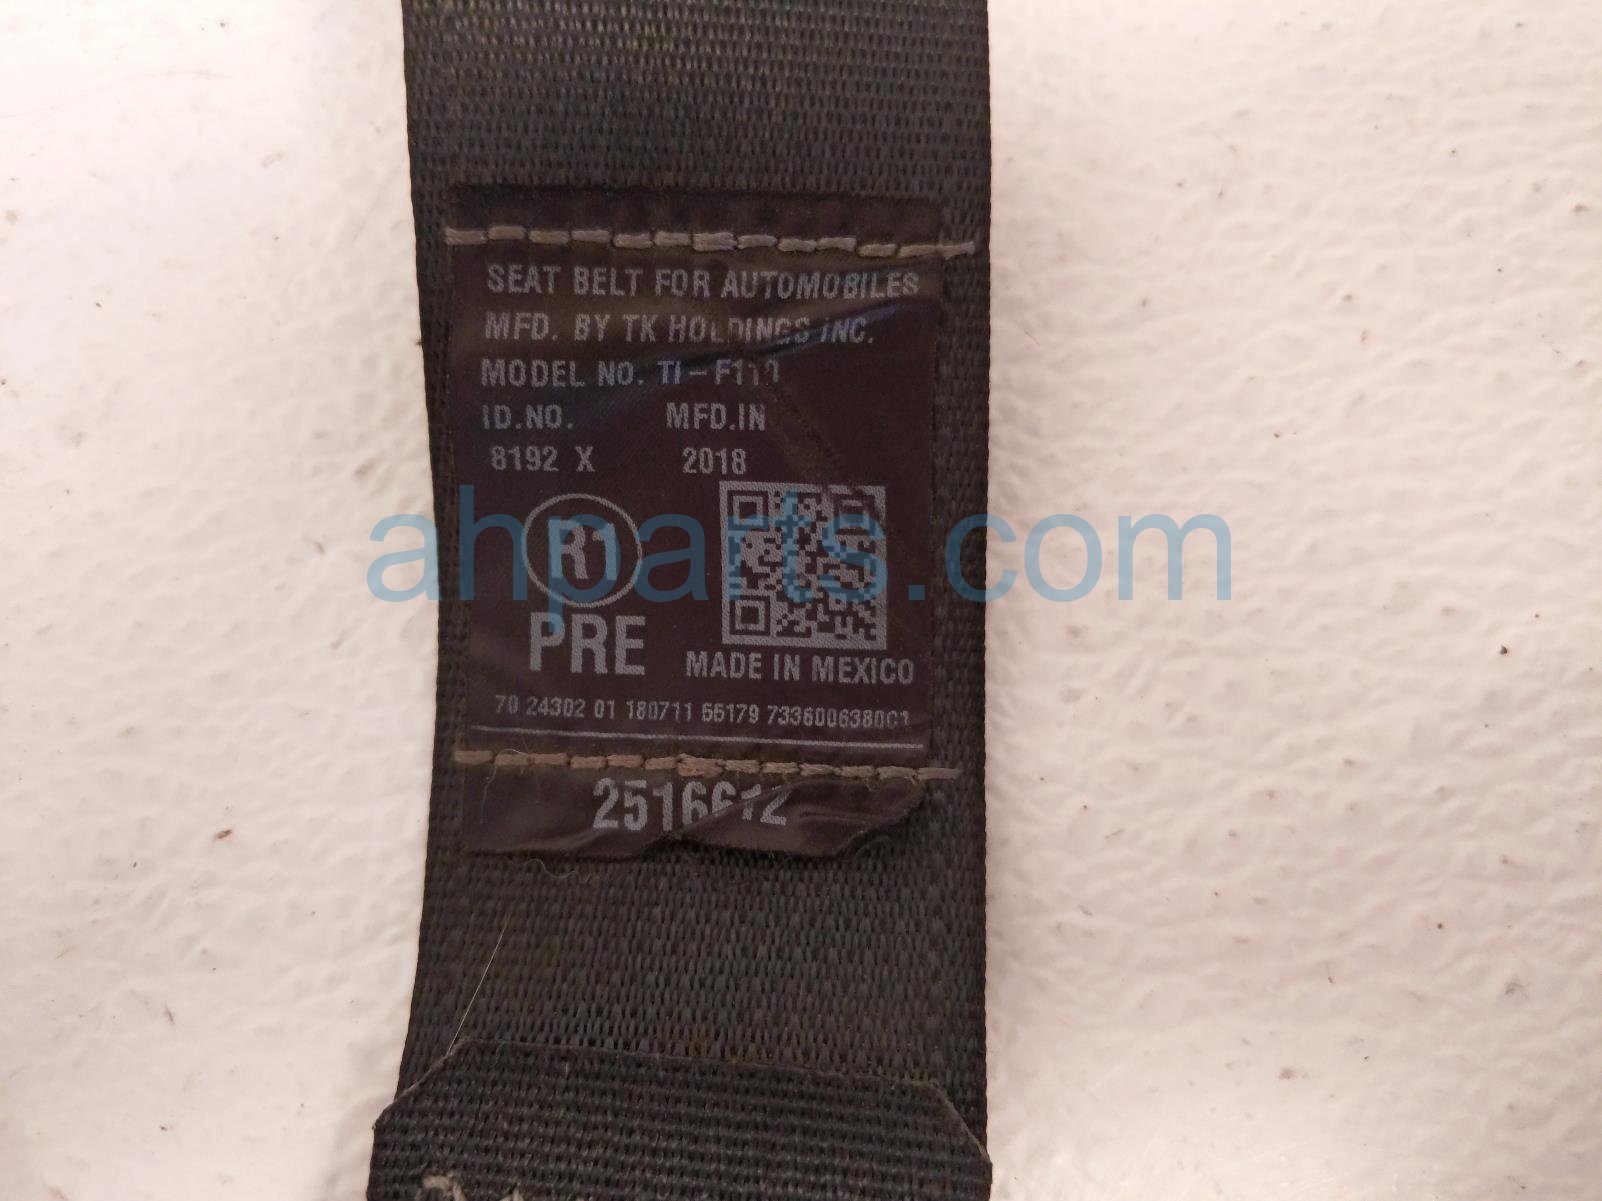 SEAT BELT FOR AUTOMOBILES
MFD. BY TK HOLDINGS INC.
MODEL NO. TI-F110
ID.NO. MFD.IN
8192 X 2018
ahparts.com
R1
PRE
MADE IN MEXICO
70 24302 01 180711 55179 7336006380C1
2516612